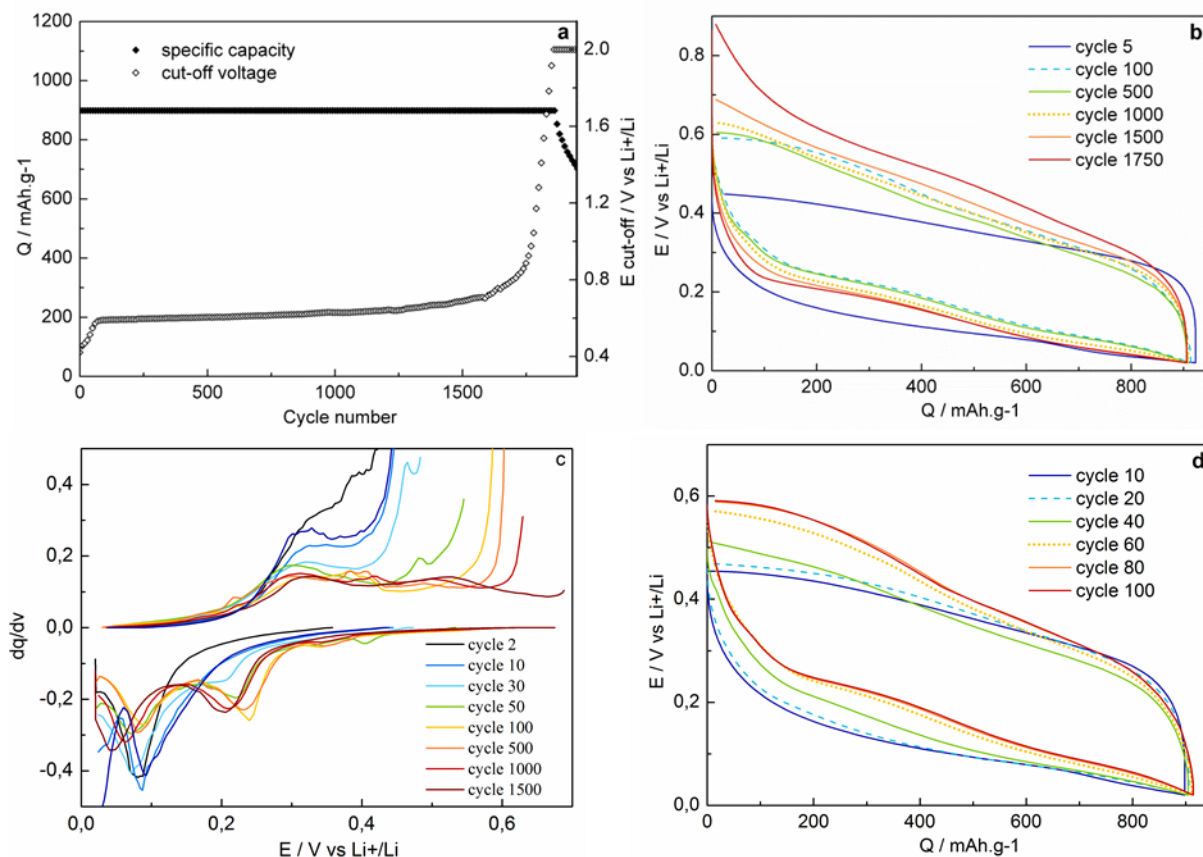 a
1200
1000
900
800
600
400
200
0
Q / mAh.g-1
specific capacity
cut-off voltage
2.0
1.6
1.2
0.8
0.4
E cut-off / V vs Li+/Li
0
500
1000
1500
Cycle number
b
0.8
0.6
0.4
0.2
0.0
E / V vs Li+/Li
cycle 5
cycle 100
cycle 500
cycle 1000
cycle 1500
cycle 1750
0
200
400
600
800
Q / mAh.g-1
c
0,4
0,2
0,0
-0,2
-0,4
dq/dv
cycle 2
cycle 10
cycle 30
cycle 50
cycle 100
cycle 500
cycle 1000
cycle 1500
0,0
0,2
0,4
0,6
E / V vs Li+/Li
d
0,6
0,4
0,2
0,0
E / V vs Li+/Li
cycle 10
cycle 20
cycle 40
cycle 60
cycle 80
cycle 100
0
200
400
600
800
Q / mAh.g-1